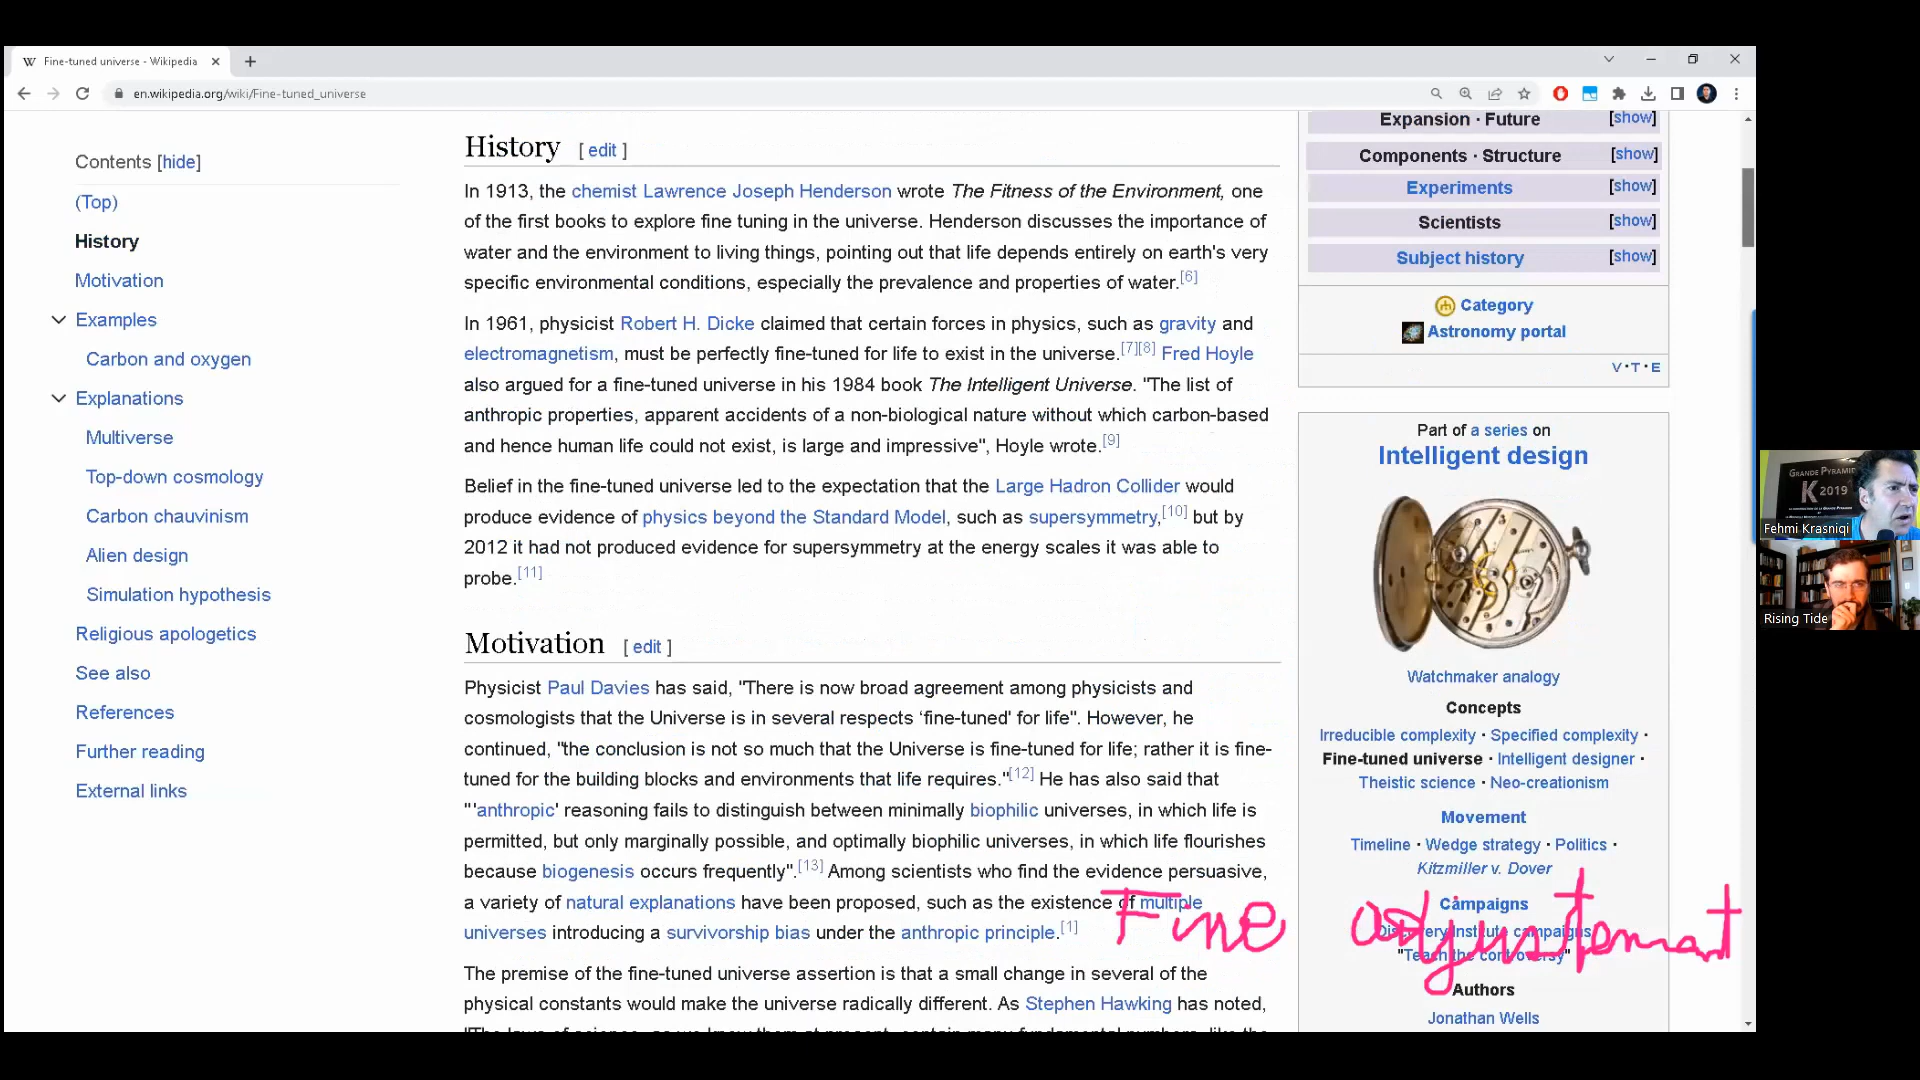 Fine-tuned universe - Wikipedia
en.wikipedia.org/wiki/Fine-tuned_universe
Contents [hide]
(Top)
History
Motivation
Examples
Carbon and oxygen
Explanations
Multiverse
Top-down cosmology
Carbon chauvinism
Alien design
Simulation hypothesis
Religious apologetics
See also
References
Further reading
External links
History [ edit ]
In 1913, the chemist Lawrence Joseph Henderson wrote The Fitness of the Environment, one
of the first books to explore fine tuning in the universe. Henderson discusses the importance of
water and the environment to living things, pointing out that life depends entirely on earth's very
specific environmental conditions, especially the prevalence and properties of water.[6]
In 1961, physicist Robert H. Dicke claimed that certain forces in physics, such as gravity and
electromagnetism, must be perfectly fine-tuned for life to exist in the universe.[7][8] Fred Hoyle
also argued for a fine-tuned universe in his 1984 book The Intelligent Universe. "The list of
anthropic properties, apparent accidents of a non-biological nature without which carbon-based
and hence human life could not exist, is large and impressive", Hoyle wrote.[9]
Belief in the fine-tuned universe led to the expectation that the Large Hadron Collider would
produce evidence of physics beyond the Standard Model, such as supersymmetry,[10] but by
2012 it had not produced evidence for supersymmetry at the energy scales it was able to
probe.[11]
Motivation [ edit ]
Physicist Paul Davies has said, "There is now broad agreement among physicists and
cosmologists that the Universe is in several respects 'fine-tuned' for life". However, he
continued, "the conclusion is not so much that the Universe is fine-tuned for life; rather it is fine-
tuned for the building blocks and environments that life requires."[12] He has also said that
"'anthropic' reasoning fails to distinguish between minimally biophilic universes, in which life is
permitted, but only marginally possible, and optimally biophilic universes, in which life flourishes
because biogenesis occurs frequently".[13] Among scientists who find the evidence persuasive,
a variety of natural explanations have been proposed, such as the existence of multiple
universes introducing a survivorship bias under the anthropic principle.[1]
The premise of the fine-tuned universe assertion is that a small change in several of the
physical constants would make the universe radically different. As Stephen Hawking has noted,
Expansion · Future [show]
Components · Structure [show]
Experiments [show]
Scientists [show]
Subject history [show]
Category
Astronomy portal
V·T·E
Part of a series on
Intelligent design
Watchmaker analogy
Concepts
Irreducible complexity · Specified complexity ·
Fine-tuned universe · Intelligent designer ·
Theistic science · Neo-creationism
Movement
Timeline · Wedge strategy · Politics ·
Kitzmiller v. Dover
Campaigns
Discovery Institute campaigns
"Teach the controversy"
Authors
Jonathan Wells
Fine
GRANDE PYRAMID
K 2019
Fehmi Krasniqi
Rising Tide